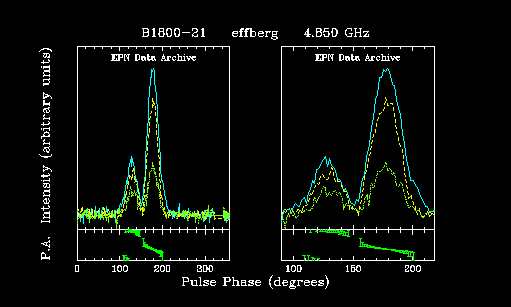 B1800-21 effberg 4.850 GHz
EPN Data Archive EPN Data Archive
Intensity (arbitrary units)
P.A.
0 100 200 300 100 150 200
Pulse Phase (degrees)